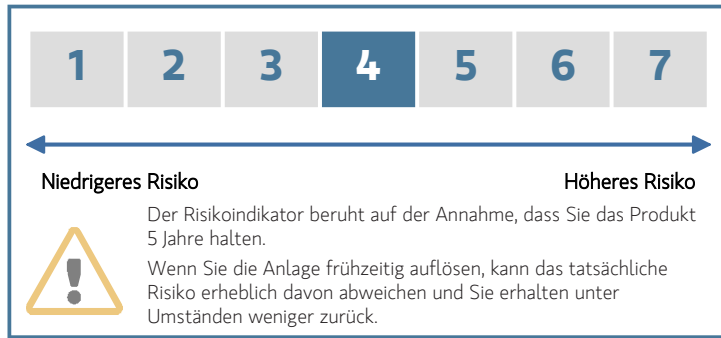 1 2 3 4 5 6 7
Niedrigeres Risiko Höheres Risiko
Der Risikoindikator beruht auf der Annahme, dass Sie das Produkt
5 Jahre halten.
Wenn Sie die Anlage frühzeitig auflösen, kann das tatsächliche
Risiko erheblich davon abweichen und Sie erhalten unter
Umständen weniger zurück.